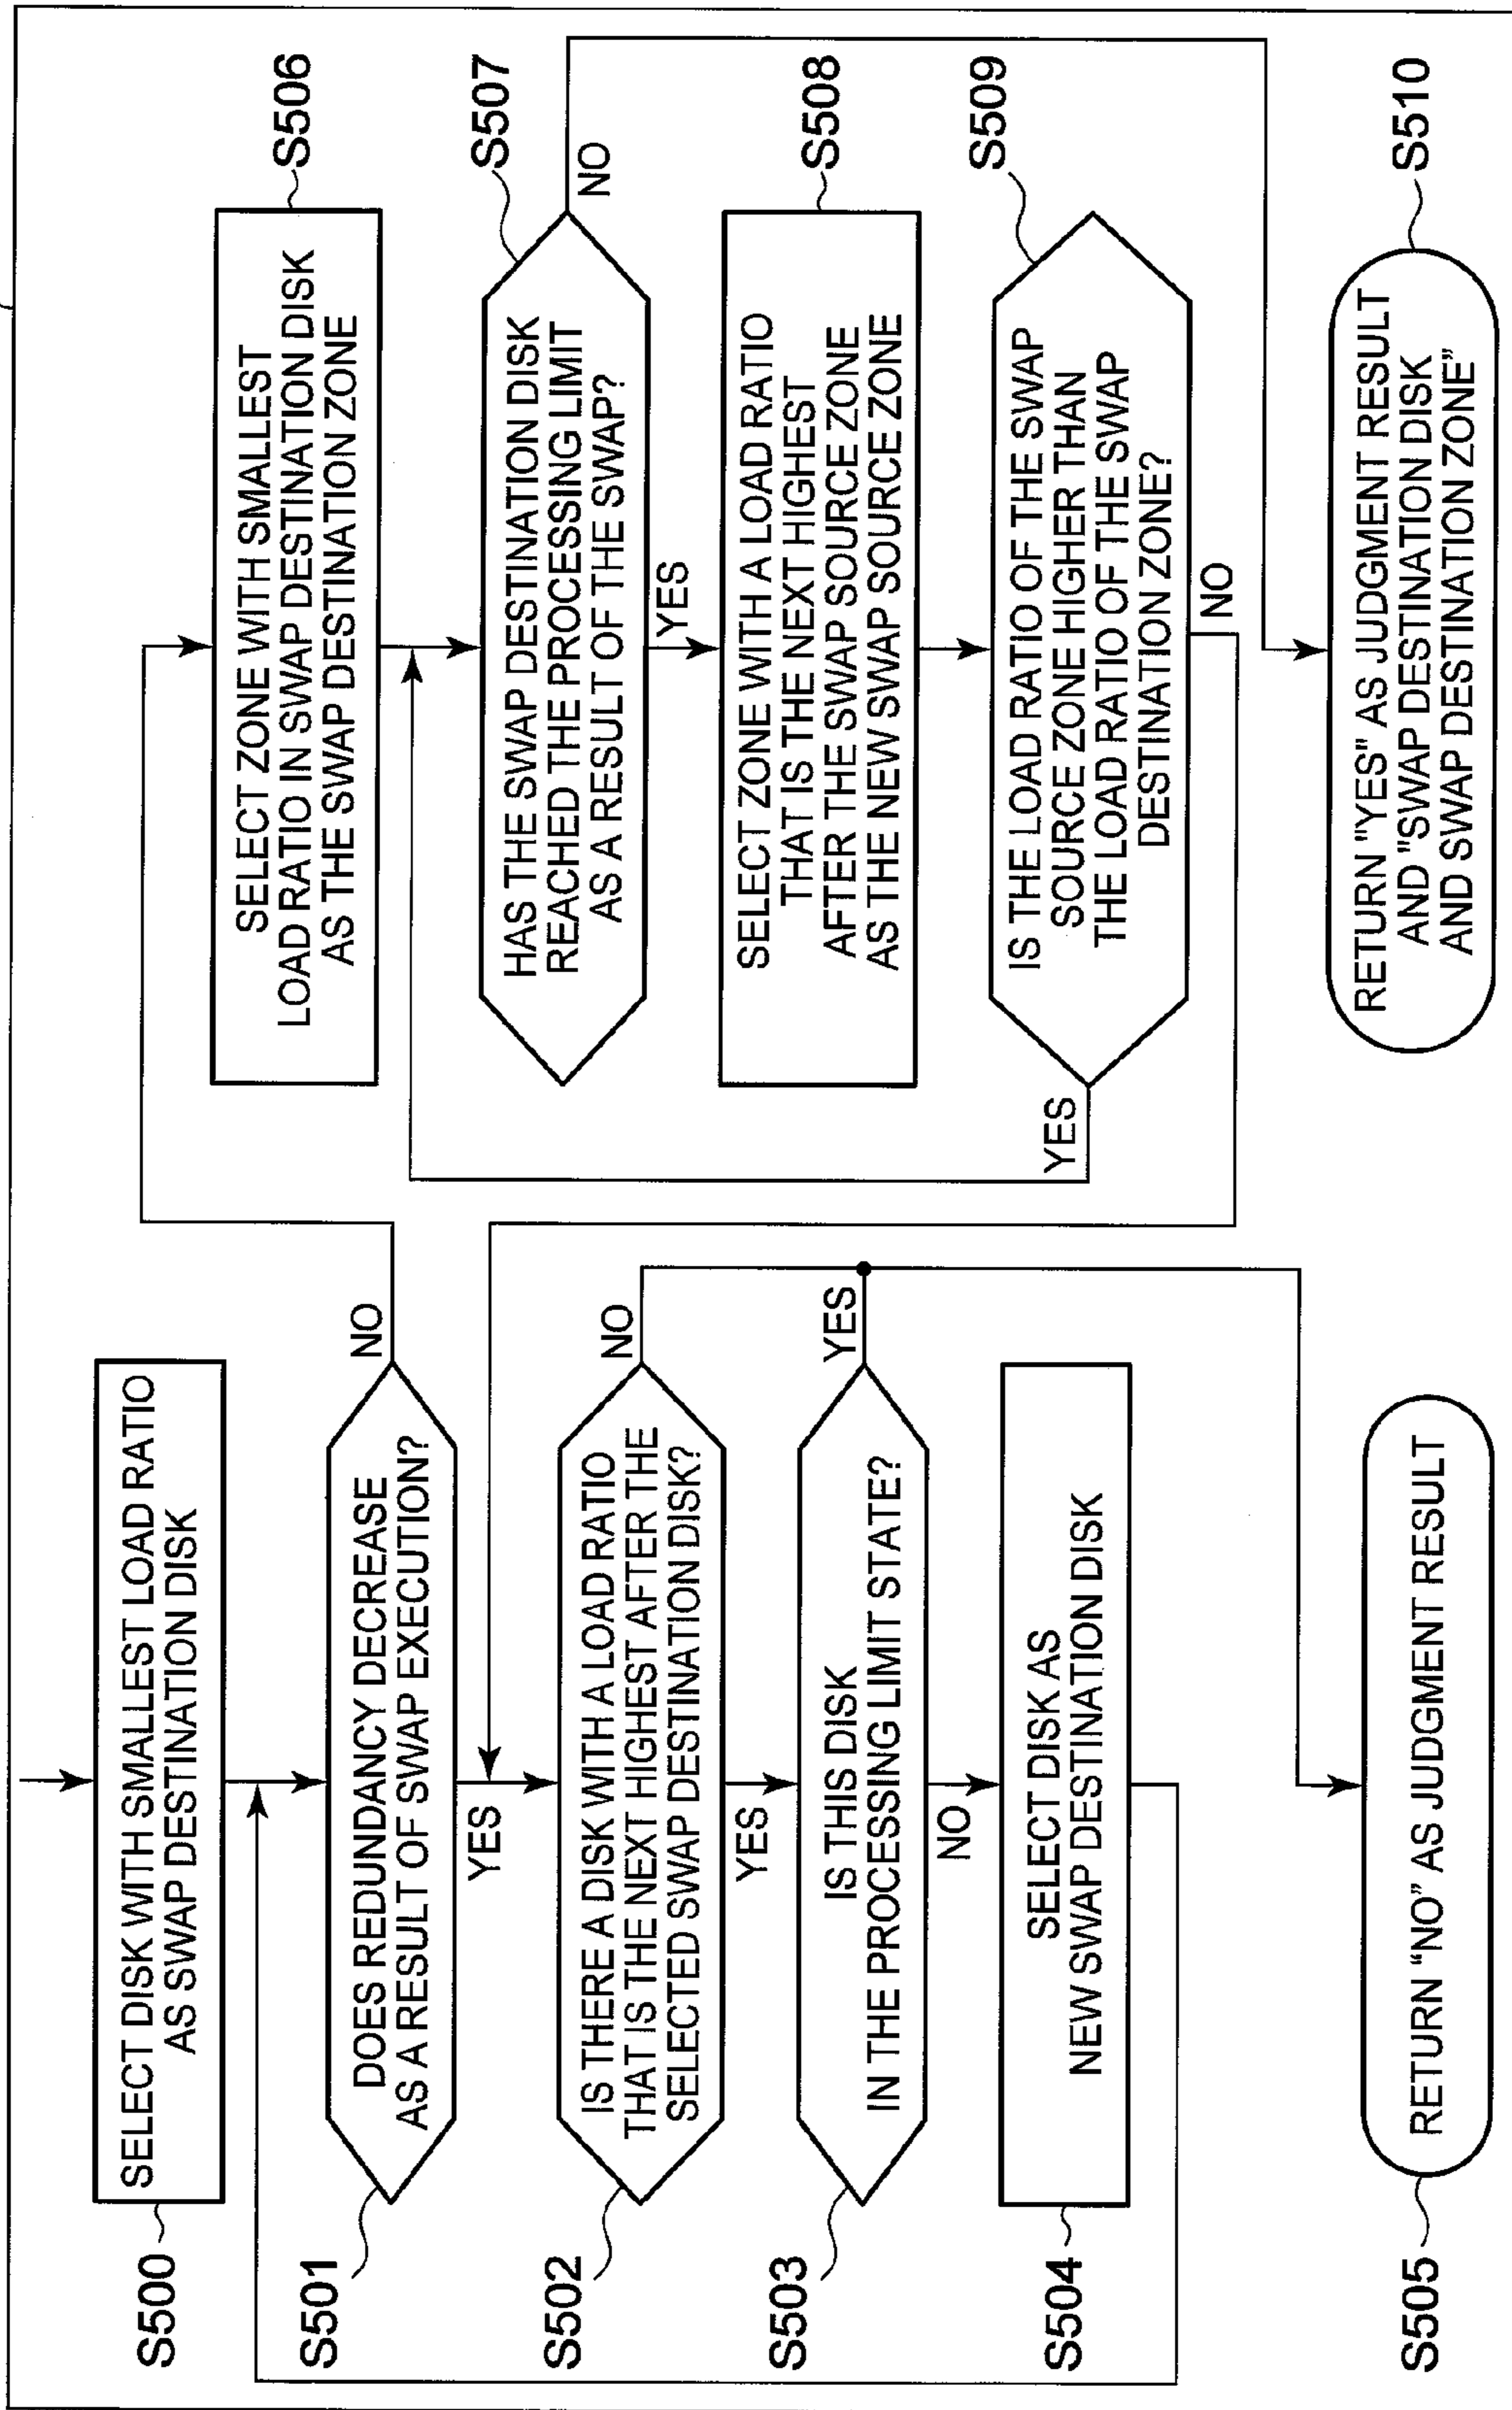 SELECT DISK WITH SMALLEST LOAD RATIO
AS SWAP DESTINATION DISK
S500
DOES REDUNDANCY DECREASE
AS A RESULT OF SWAP EXECUTION?
S501
NO
YES
IS THERE A DISK WITH A LOAD RATIO
THAT IS THE NEXT HIGHEST AFTER THE
SELECTED SWAP DESTINATION DISK?
S502
NO
YES
IS THIS DISK
IN THE PROCESSING LIMIT STATE?
S503
YES
NO
SELECT DISK AS
NEW SWAP DESTINATION DISK
S504
RETURN “NO” AS JUDGMENT RESULT
S505
SELECT ZONE WITH SMALLEST
LOAD RATIO IN SWAP DESTINATION DISK
AS THE SWAP DESTINATION ZONE
S506
HAS THE SWAP DESTINATION DISK
REACHED THE PROCESSING LIMIT
AS A RESULT OF THE SWAP?
S507
NO
YES
SELECT ZONE WITH A LOAD RATIO
THAT IS THE NEXT HIGHEST
AFTER THE SWAP SOURCE ZONE
AS THE NEW SWAP SOURCE ZONE
S508
IS THE LOAD RATIO OF THE SWAP
SOURCE ZONE HIGHER THAN
THE LOAD RATIO OF THE SWAP
DESTINATION ZONE?
S509
YES
NO
RETURN "YES" AS JUDGMENT RESULT
AND "SWAP DESTINATION DISK
AND SWAP DESTINATION ZONE”
S510